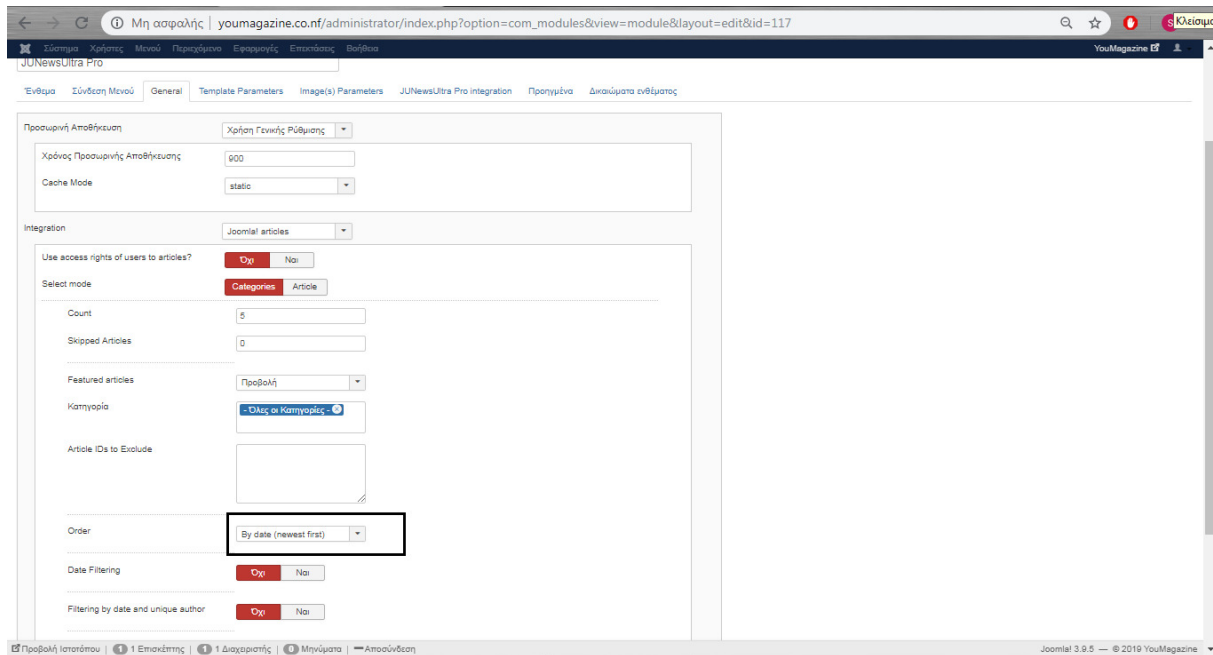 Μη ασφαλής | youmagazine.co.nf/administrator/index.php?option=com_modules&view=module&layout=edit&id=117
S Κλείσιμο
Σύστημα Χρήστες Μενού Περιεχόμενο Εφαρμογές Επεκτάσεις Βοήθεια YouMagazine
JUNewsUltra Pro
Ένθεμα Σύνδεση Μενού General Template Parameters Image(s) Parameters JUNewsUltra Pro integration Προηγμένα Δικαιώματα ενθέματος
Προσωρινή Αποθήκευση Χρήση Γενικής Ρύθμισης
Χρόνος Προσωρινής Αποθήκευσης 900
Cache Mode static
Integration Joomla! articles
Use access rights of users to articles? Όχι Ναι
Select mode Categories Article
Count 5
Skipped Articles 0
Featured articles Προβολή
Κατηγορία - Όλες οι Κατηγορίες -
Article IDs to Exclude
Order By date (newest first)
Date Filtering Όχι Ναι
Filtering by date and unique author Όχι Ναι
Προβολή Ιστοτόπου | 1 1 Επισκέπτης | 1 1 Διαχειριστής | 0 Μηνύματα | Αποσύνδεση Joomla! 3.9.5 — © 2019 YouMagazine